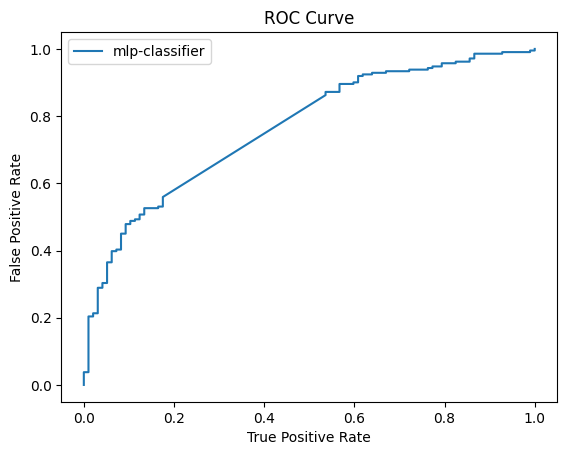 ROC Curve
mlp-classifier
False Positive Rate
1.0
0.8
0.6
0.4
0.2
0.0
0.0 0.2 0.4 0.6 0.8 1.0
True Positive Rate